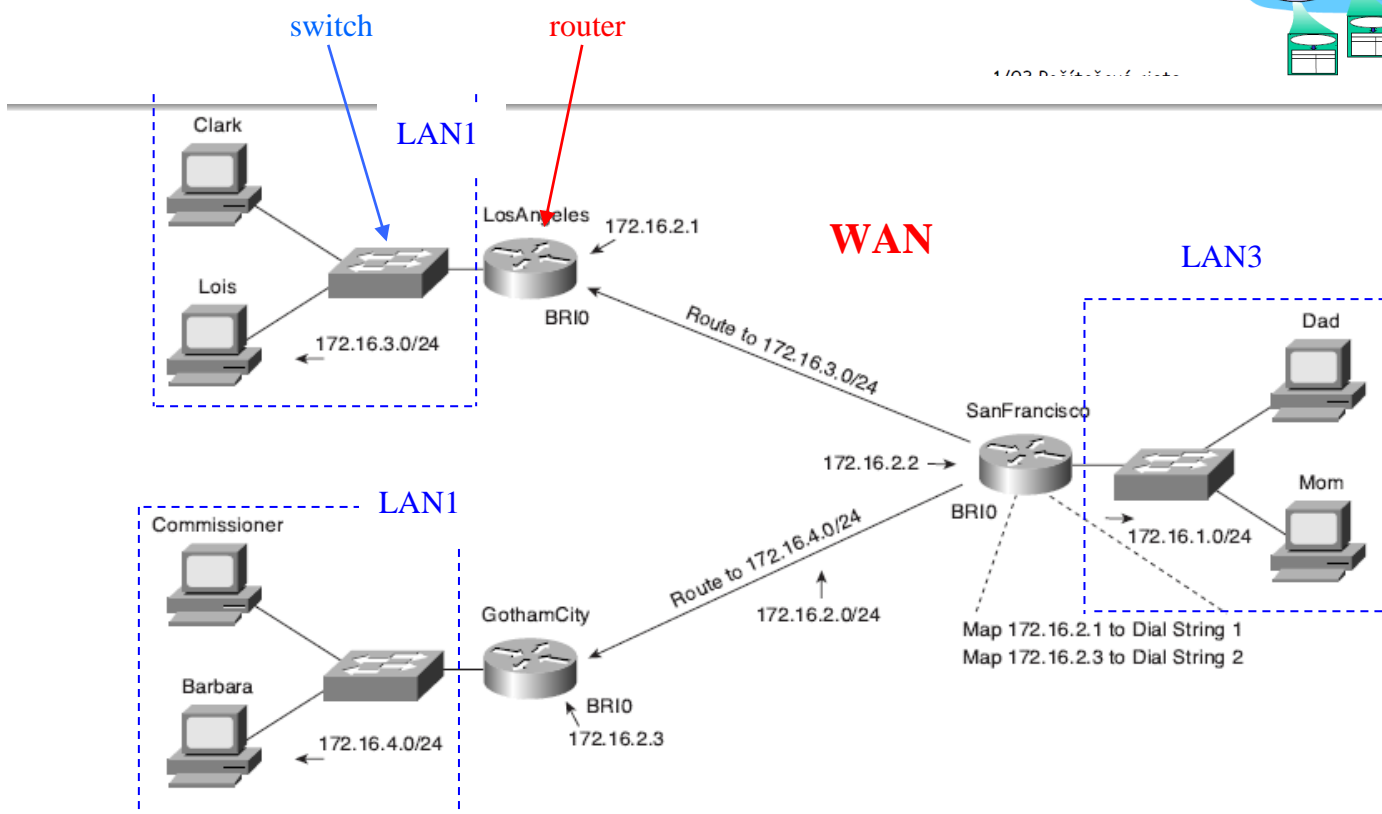 switch
router
Clark
LAN1
LosAngeles
172.16.2.1
WAN
LAN3
Lois
BRI0
172.16.3.0/24
Route to 172.16.3.0/24
Dad
SanFrancisco
172.16.2.2
BRI0
Mom
172.16.1.0/24
LAN1
Commissioner
Route to 172.16.4.0/24
172.16.2.0/24
GothamCity
Map 172.16.2.1 to Dial String 1
Map 172.16.2.3 to Dial String 2
Barbara
BRI0
172.16.2.3
172.16.4.0/24